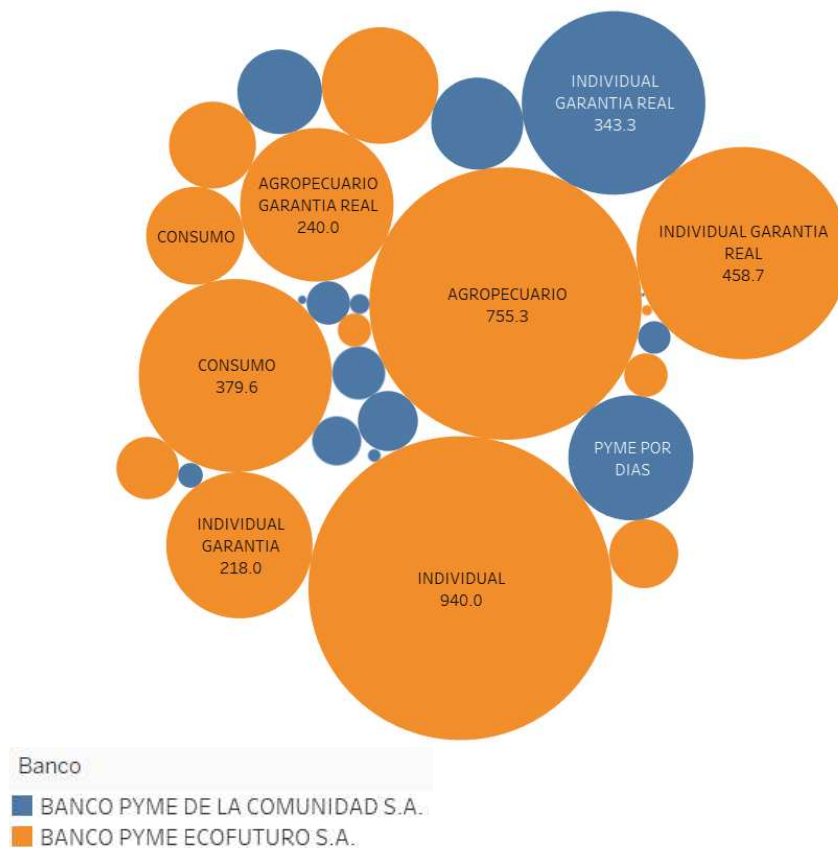 INDIVIDUAL
GARANTIA REAL
343.3
AGROPECUARIO
GARANTIA REAL
240.0
CONSUMO
INDIVIDUAL GARANTIA
REAL
458.7
AGROPECUARIO
755.3
CONSUMO
379.6
PYME POR
DIAS
INDIVIDUAL
GARANTIA
218.0
INDIVIDUAL
940.0
Banco
BANCO PYME DE LA COMUNIDAD S.A.
BANCO PYME ECOFUTURO S.A.